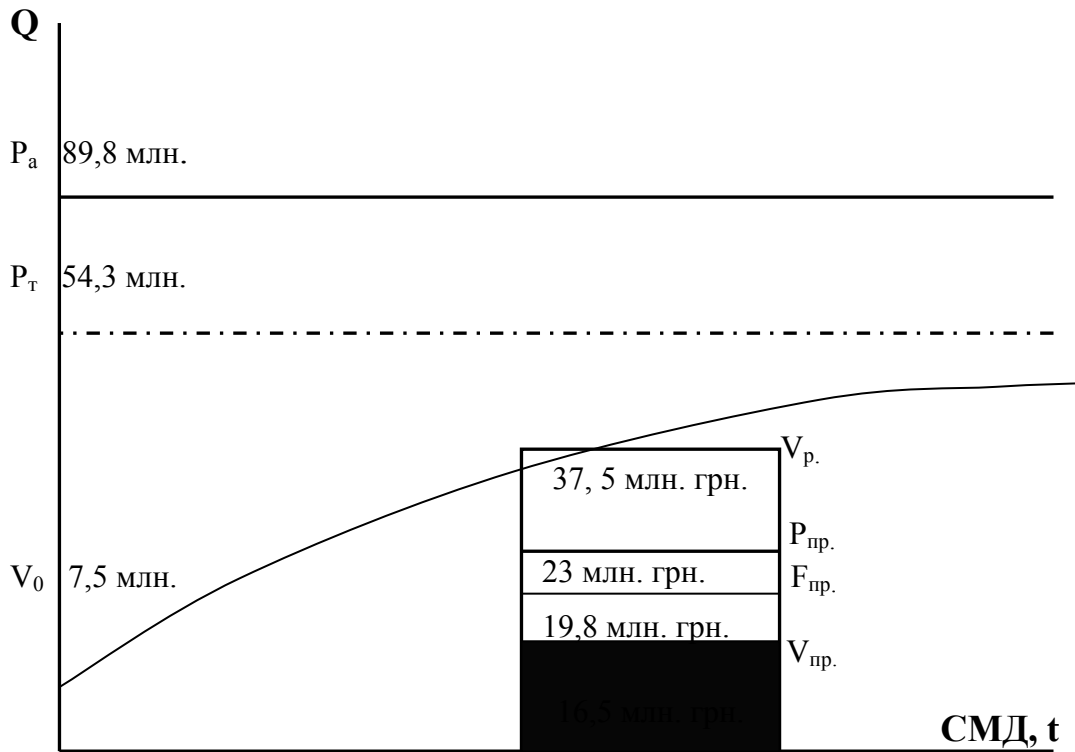 Q
Pа 89,8 млн.
Pт 54,3 млн.
Vр.
37, 5 млн. грн.
Pпр.
V0 7,5 млн.
23 млн. грн. Fпр.
19,8 млн. грн.
Vпр.
16,5 млн. грн.
СМД, t